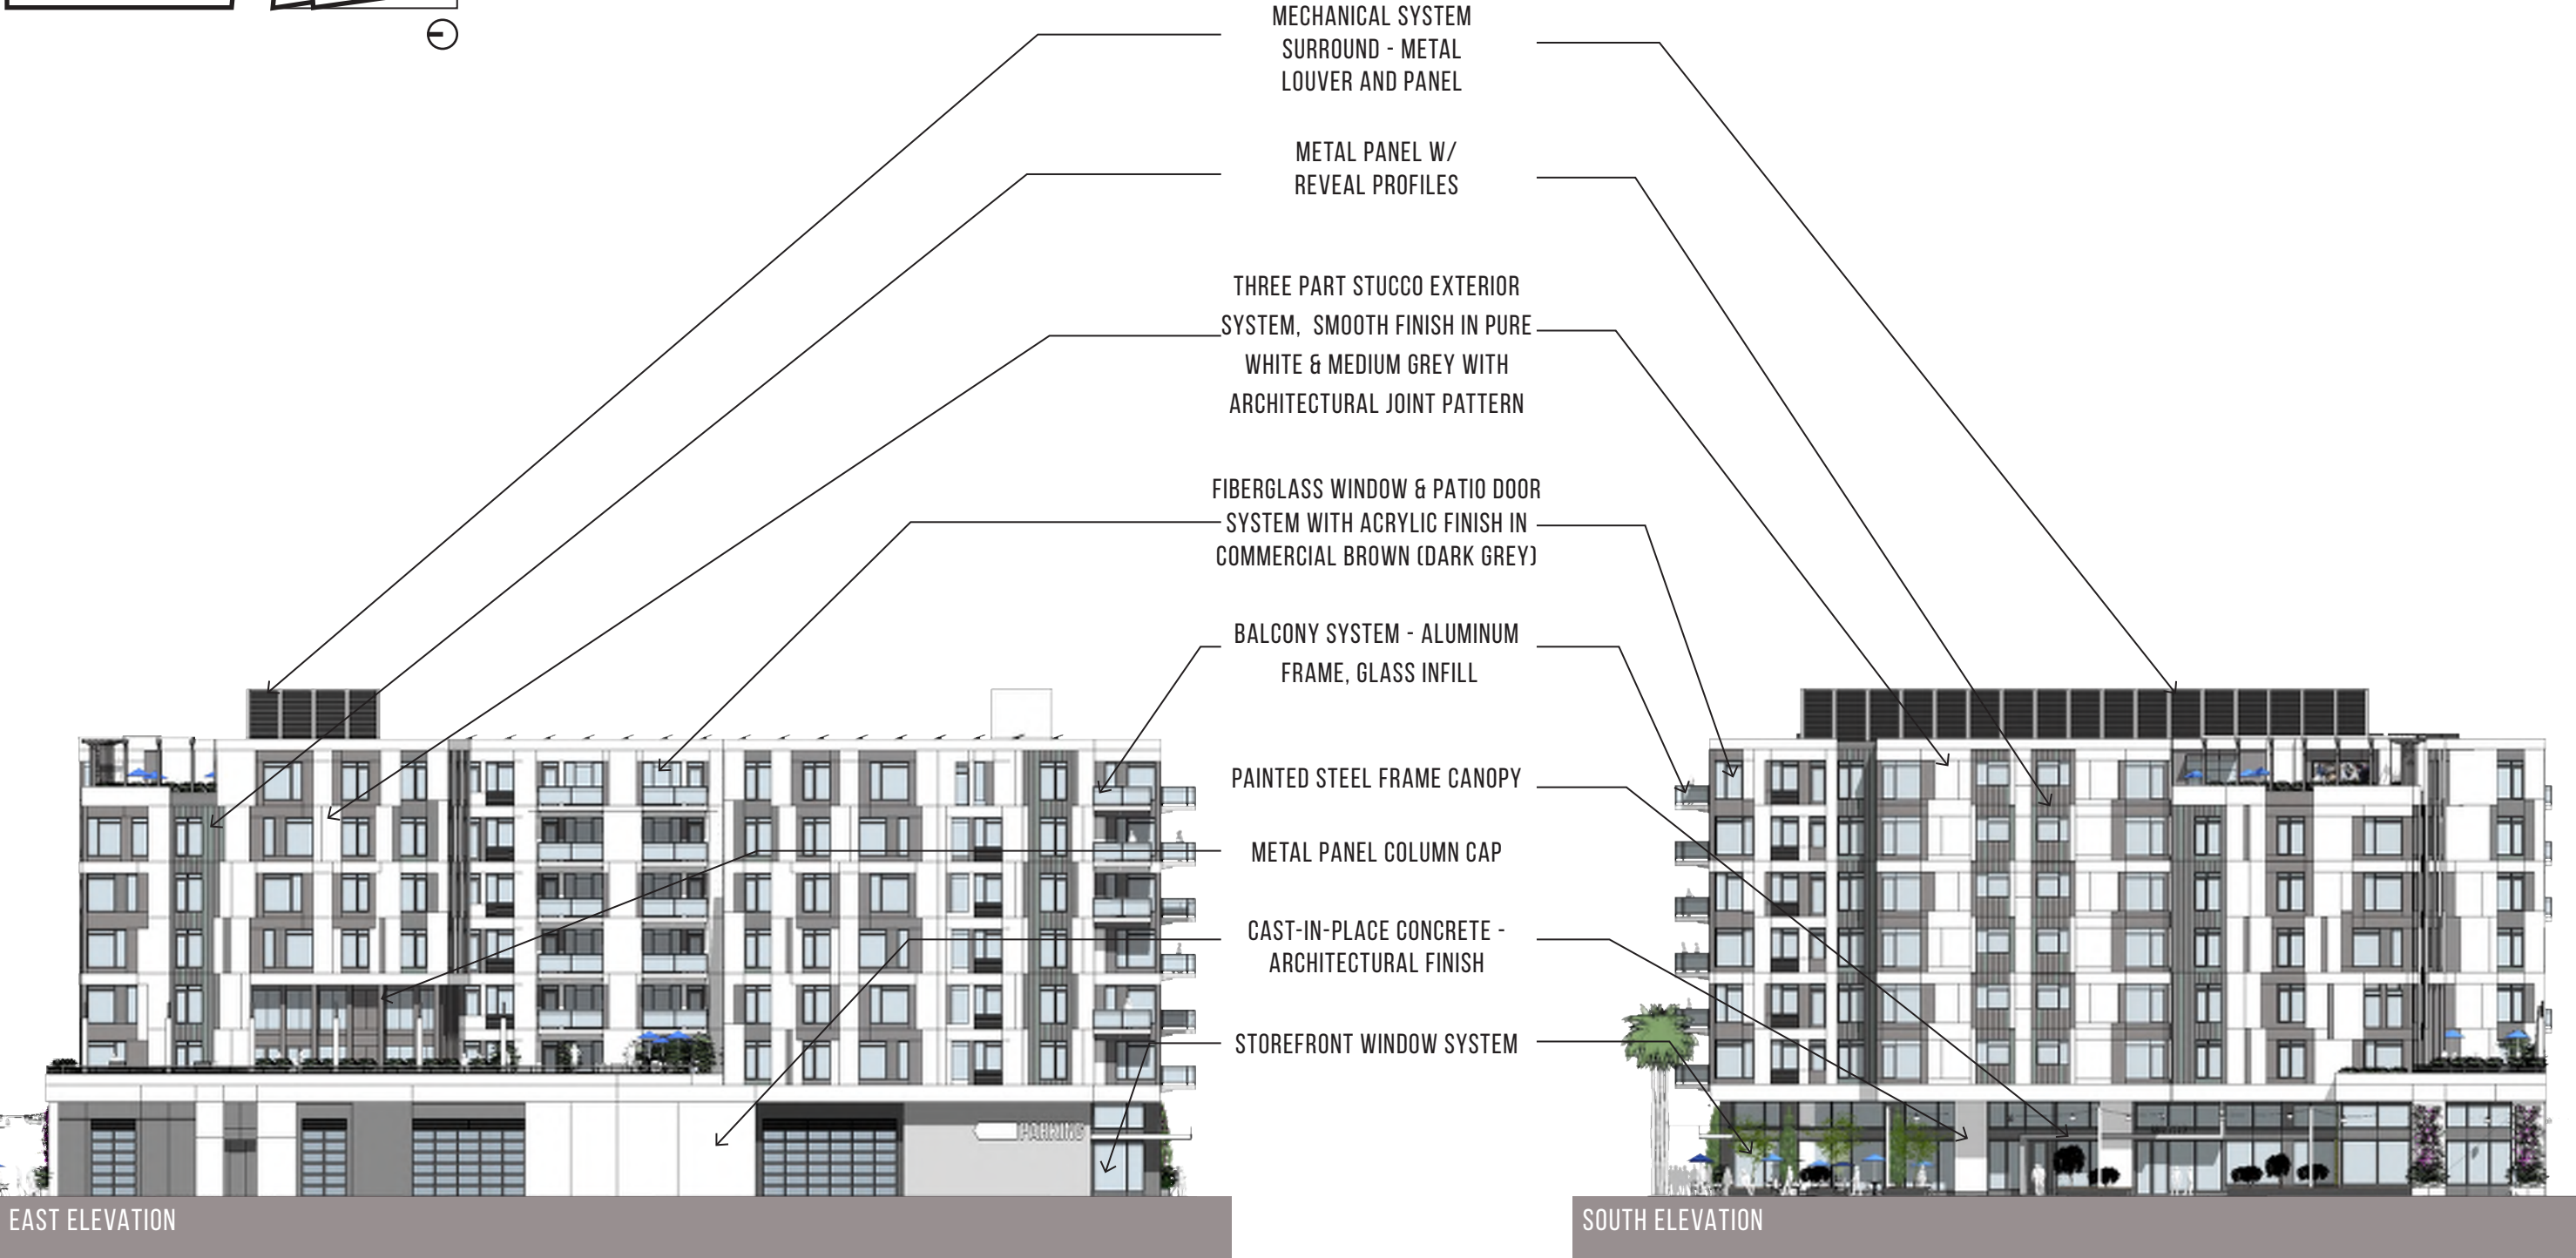 MECHANICAL SYSTEM
SURROUND - METAL
LOUVER AND PANEL
METAL PANEL W/
REVEAL PROFILES
THREE PART STUCCO EXTERIOR
SYSTEM, SMOOTH FINISH IN PURE
WHITE & MEDIUM GREY WITH
ARCHITECTURAL JOINT PATTERN
FIBERGLASS WINDOW & PATIO DOOR
SYSTEM WITH ACRYLIC FINISH IN
COMMERCIAL BROWN (DARK GREY)
BALCONY SYSTEM - ALUMINUM
FRAME, GLASS INFILL
PAINTED STEEL FRAME CANOPY
METAL PANEL COLUMN CAP
CAST-IN-PLACE CONCRETE -
ARCHITECTURAL FINISH
STOREFRONT WINDOW SYSTEM
PARKING
EAST ELEVATION
SOUTH ELEVATION